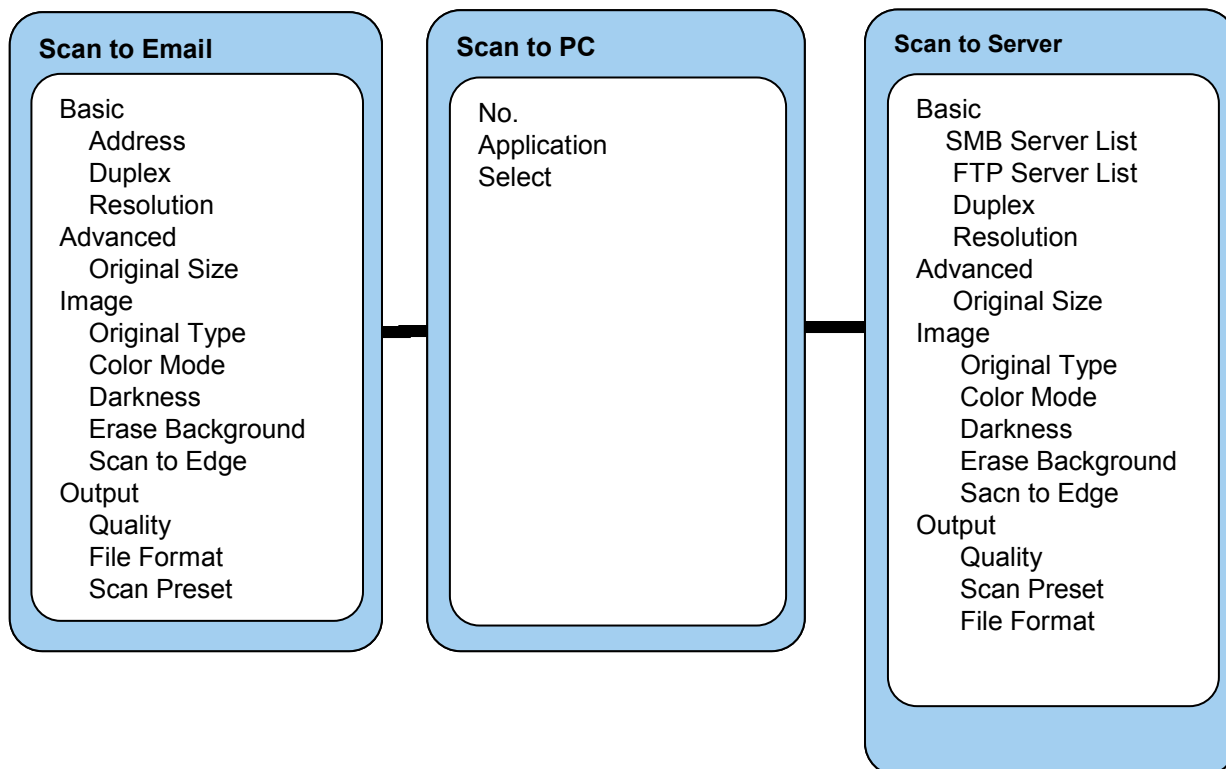 Scan to Email
Basic
Address
Duplex
Resolution
Advanced
Original Size
Image
Original Type
Color Mode
Darkness
Erase Background
Scan to Edge
Output
Quality
File Format
Scan Preset
Scan to PC
No.
Application
Select
Scan to Server
Basic
SMB Server List
FTP Server List
Duplex
Resolution
Advanced
Original Size
Image
Original Type
Color Mode
Darkness
Erase Background
Sacn to Edge
Output
Quality
Scan Preset
File Format